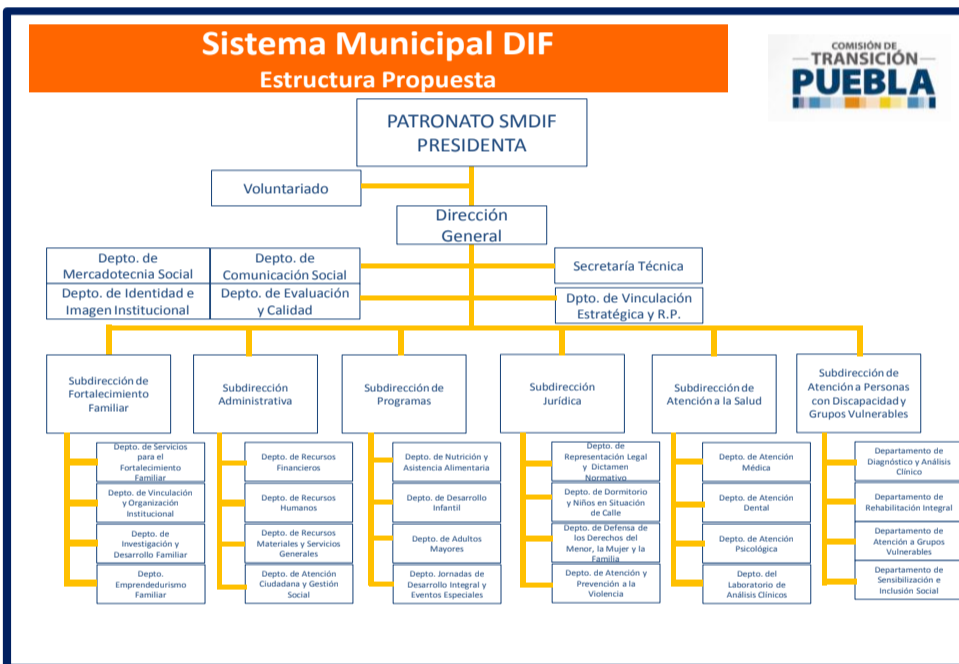 Sistema Municipal DIF
Estructura Propuesta
COMISIÓN DE
TRANSICIÓN
PUEBLA
PATRONATO SMDIF
PRESIDENTA
Voluntariado
Dirección
General
Depto. de
Mercadotecnia Social
Depto. de
Comunicación Social
Secretaría Técnica
Depto. de Identidad e
Imagen Institucional
Depto. de Evaluación
y Calidad
Dpto. de Vinculación
Estratégica y R.P.
Subdirección de
Fortalecimiento
Familiar
Subdirección
Administrativa
Subdirección de
Programas
Subdirección
Jurídica
Subdirección de
Atención a la Salud
Subdirección de
Atención a Personas
con Discapacidad y
Grupos Vulnerables
Depto. de Servicios
para el
Fortalecimiento
Familiar
Depto. de Vinculación
y Organización
Institucional
Depto. de
Investigación y
Desarrollo Familiar
Depto.
Emprendedurismo
Familiar
Depto. de Recursos
Financieros
Depto. de Recursos
Humanos
Depto. de Recursos
Materiales y Servicios
Generales
Depto. de Atención
Ciudadana y Gestión
Social
Depto. de Nutrición y
Asistencia Alimentaria
Depto. de Desarrollo
Infantil
Depto. de Adultos
Mayores
Depto. Jornadas de
Desarrollo Integral y
Eventos Especiales
Depto. de
Representación Legal
y Dictamen
Normativo
Depto. de Dormitorio
y Niños en Situación
de Calle
Depto. de Defensa de
los Derechos del
Menor, la Mujer y la
Familia
Depto. de Atención y
Prevención a la
Violencia
Depto. de Atención
Médica
Depto. de Atención
Dental
Depto. de Atención
Psicológica
Depto. del
Laboratorio de
Análisis Clínicos
Departamento de
Diagnóstico y Análisis
Clínico
Departamento de
Rehabilitación Integral
Departamento de
Atención a Grupos
Vulnerables
Departamento de
Sensibilización e
Inclusión Social